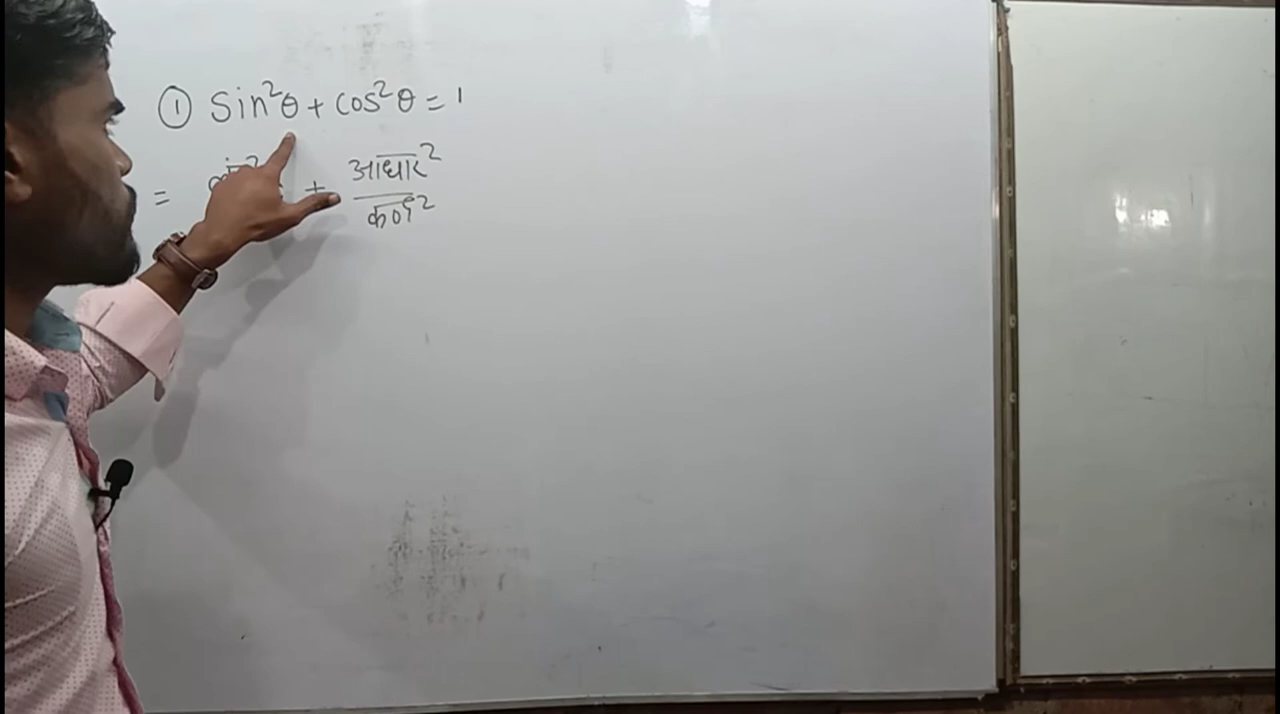 ① Sin²θ + cos²θ = 1
= + आधार² / कर्ण²